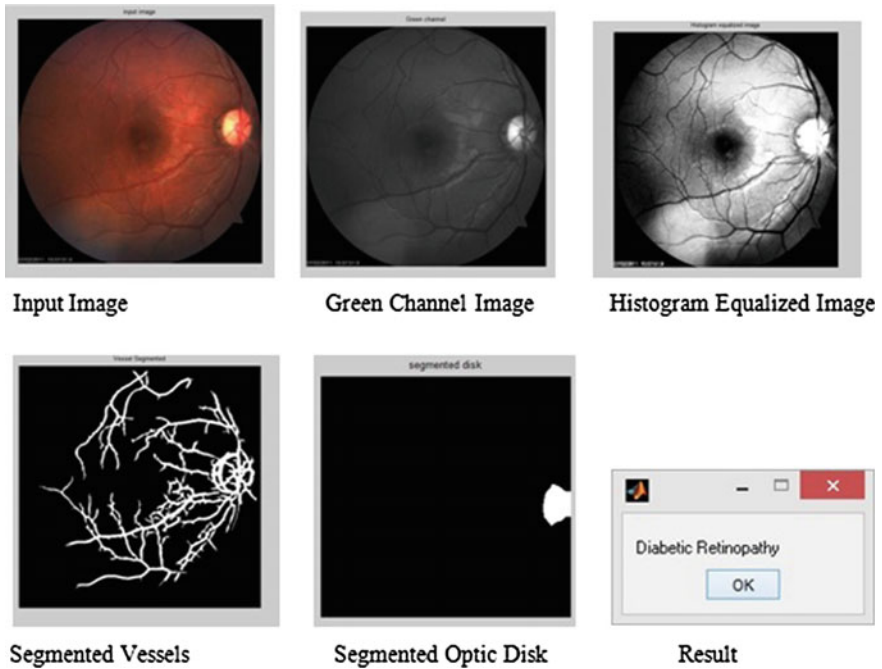 input image
Green channel
Histogram equalized image
Input Image
Green Channel Image
Histogram Equalized Image
Vessel Segmented
segmented disk
Diabetic Retinopathy
OK
Segmented Vessels
Segmented Optic Disk
Result